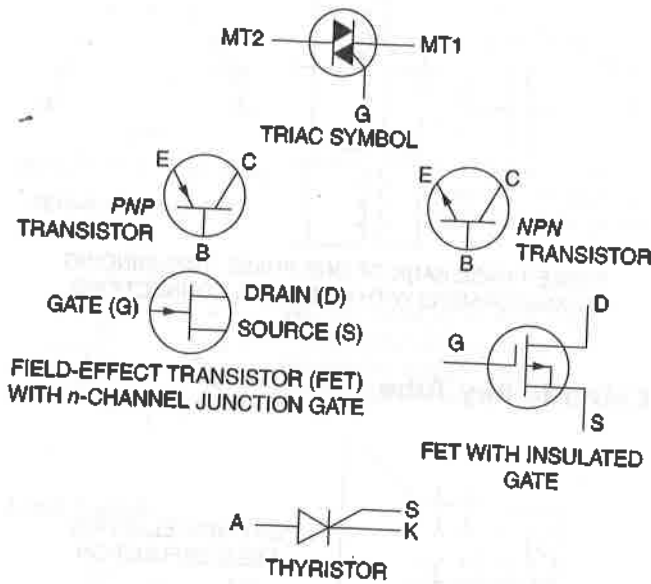 MT2 MT1
G
TRIAC SYMBOL
E C
PNP
TRANSISTOR
B
E C
NPN
TRANSISTOR
B
GATE (G)
DRAIN (D)
SOURCE (S)
FIELD-EFFECT TRANSISTOR (FET)
WITH n-CHANNEL JUNCTION GATE
D
G
S
FET WITH INSULATED
GATE
A S
K
THYRISTOR